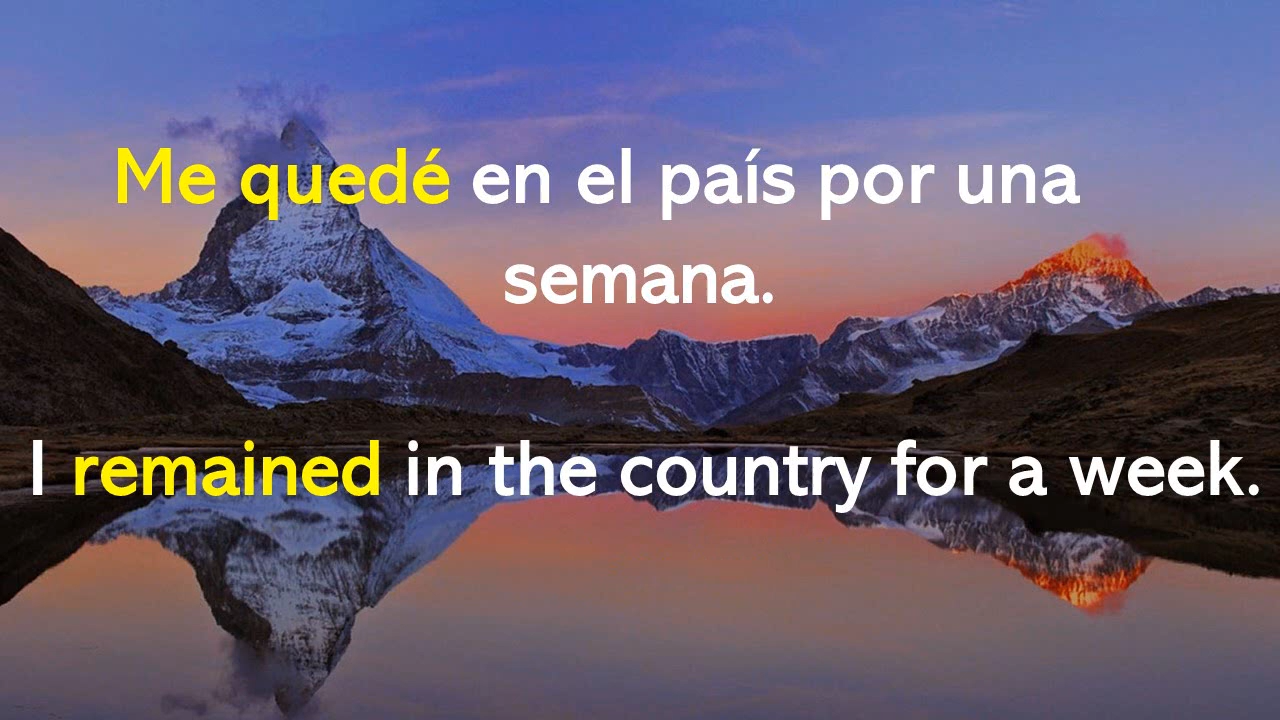 Me quedé en el país por una
semana.
I remained in the country for a week.